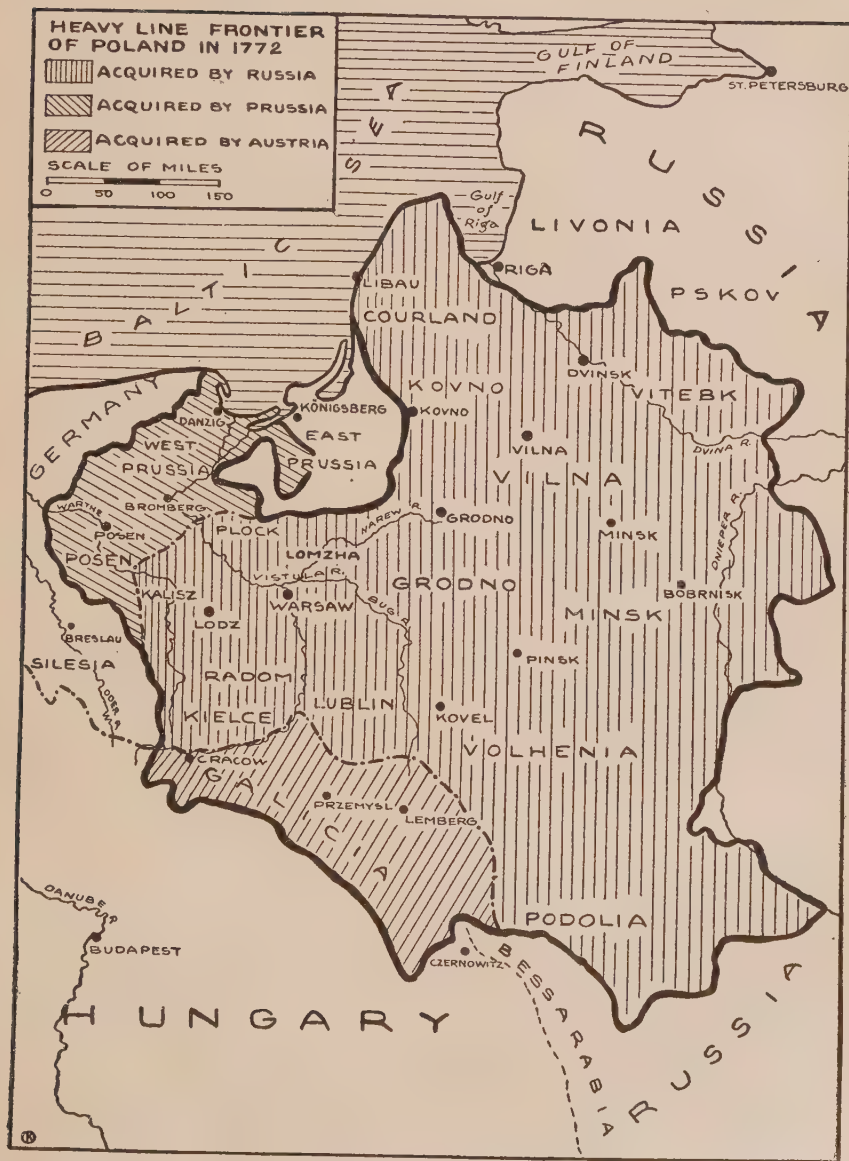 HEAVY LINE FRONTIER
OF POLAND IN 1772
ACQUIRED BY RUSSIA
ACQUIRED BY PRUSSIA
ACQUIRED BY AUSTRIA
SCALE OF MILES
0 50 100 150
GULF OF
FINLAND
ST. PETERSBURG
BALTIC SEA
RUSSIA
Gulf
of
Riga
LIVONIA
RIGA
PSKOV
LIBAU
COURLAND
DVINSK
KOVNO
VITEBK
GERMANY
DANZIG
KÖNIGSBERG
KOVNO
WEST
PRUSSIA
EAST
PRUSSIA
VILNA
DVINA R.
VILNA
BROMBERG
WARTHE
POSEN
PLOCK
NAREW R.
GRODNO
MINSK
DNIEPER R.
POSEN
LOMZHA
VISTULA R.
KALISZ
WARSAW
BUG R.
GRODNO
BOBRNISK
LODZ
MINSK
BRESLAU
SILESIA
ODER R.
RADOM
PINSK
LUBLIN
KIELCE
KOVEL
VOLHENIA
CRACOW
GALICIA
PRZEMYSL
LEMBERG
DANUBE R.
BUDAPEST
PODOLIA
CZERNOWITZ
BESSARABIA
HUNGARY
RUSSIA
K